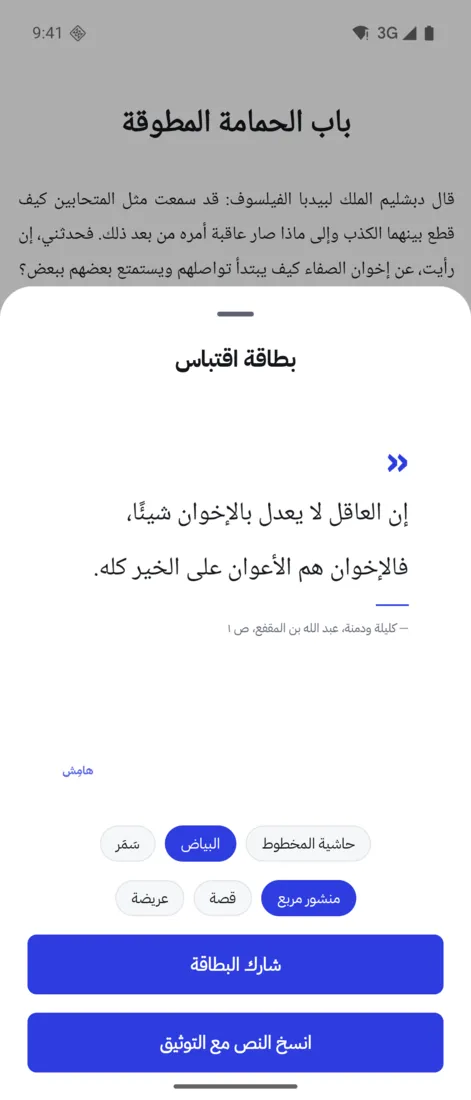 9:41
3G
باب الحمامة المطوقة
قال دبشليم الملك لبيدبا الفيلسوف: قد سمعت مثل المتحابين كيف
قطع بينهما الكذب وإلى ماذا صار عاقبة أمره من بعد ذلك. فحدثني، إن
رأيت، عن إخوان الصفاء كيف يبتدأ تواصلهم ويستمتع بعضهم ببعض؟
بطاقة اقتباس
»
إن العاقل لا يعدل بالإخوان شيئًا،
فالإخوان هم الأعوان على الخير كله.
— كليلة ودمنة، عبد الله بن المقفع، ص ١
هامِش
حاشية المخطوط البياض سَمَر
منشور مربع قصة عريضة
شارك البطاقة
انسخ النص مع التوثيق